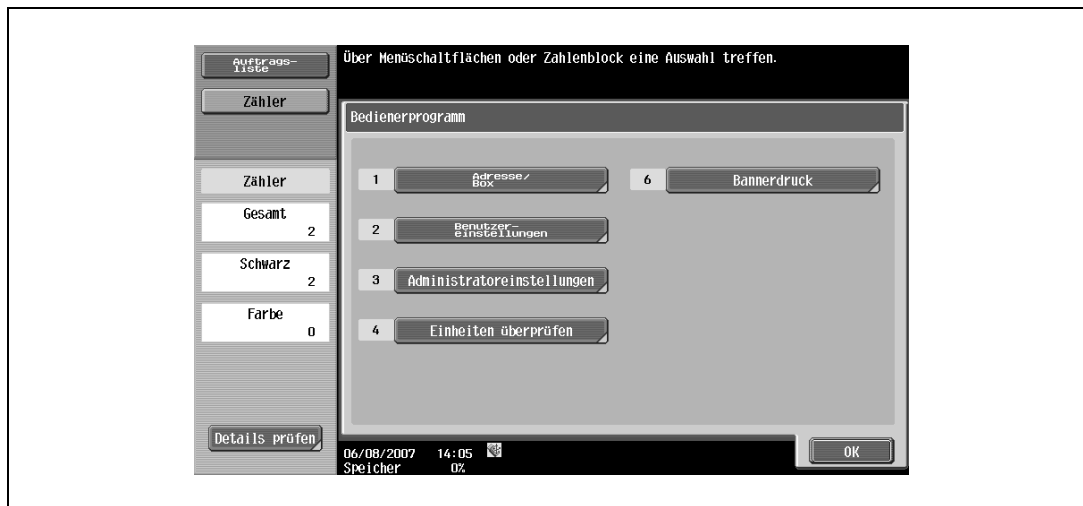 Auftrags-
liste
Zähler
Über Menüschaltflächen oder Zahlenblock eine Auswahl treffen.
Bedienerprogramm
Zähler
Gesamt
2
Schwarz
2
Farbe
0
Details prüfen
1 Adresse/
Box
2 Benutzer-
einstellungen
3 Administratoreinstellungen
4 Einheiten überprüfen
6 Bannerdruck
06/08/2007 14:05
Speicher 0%
OK